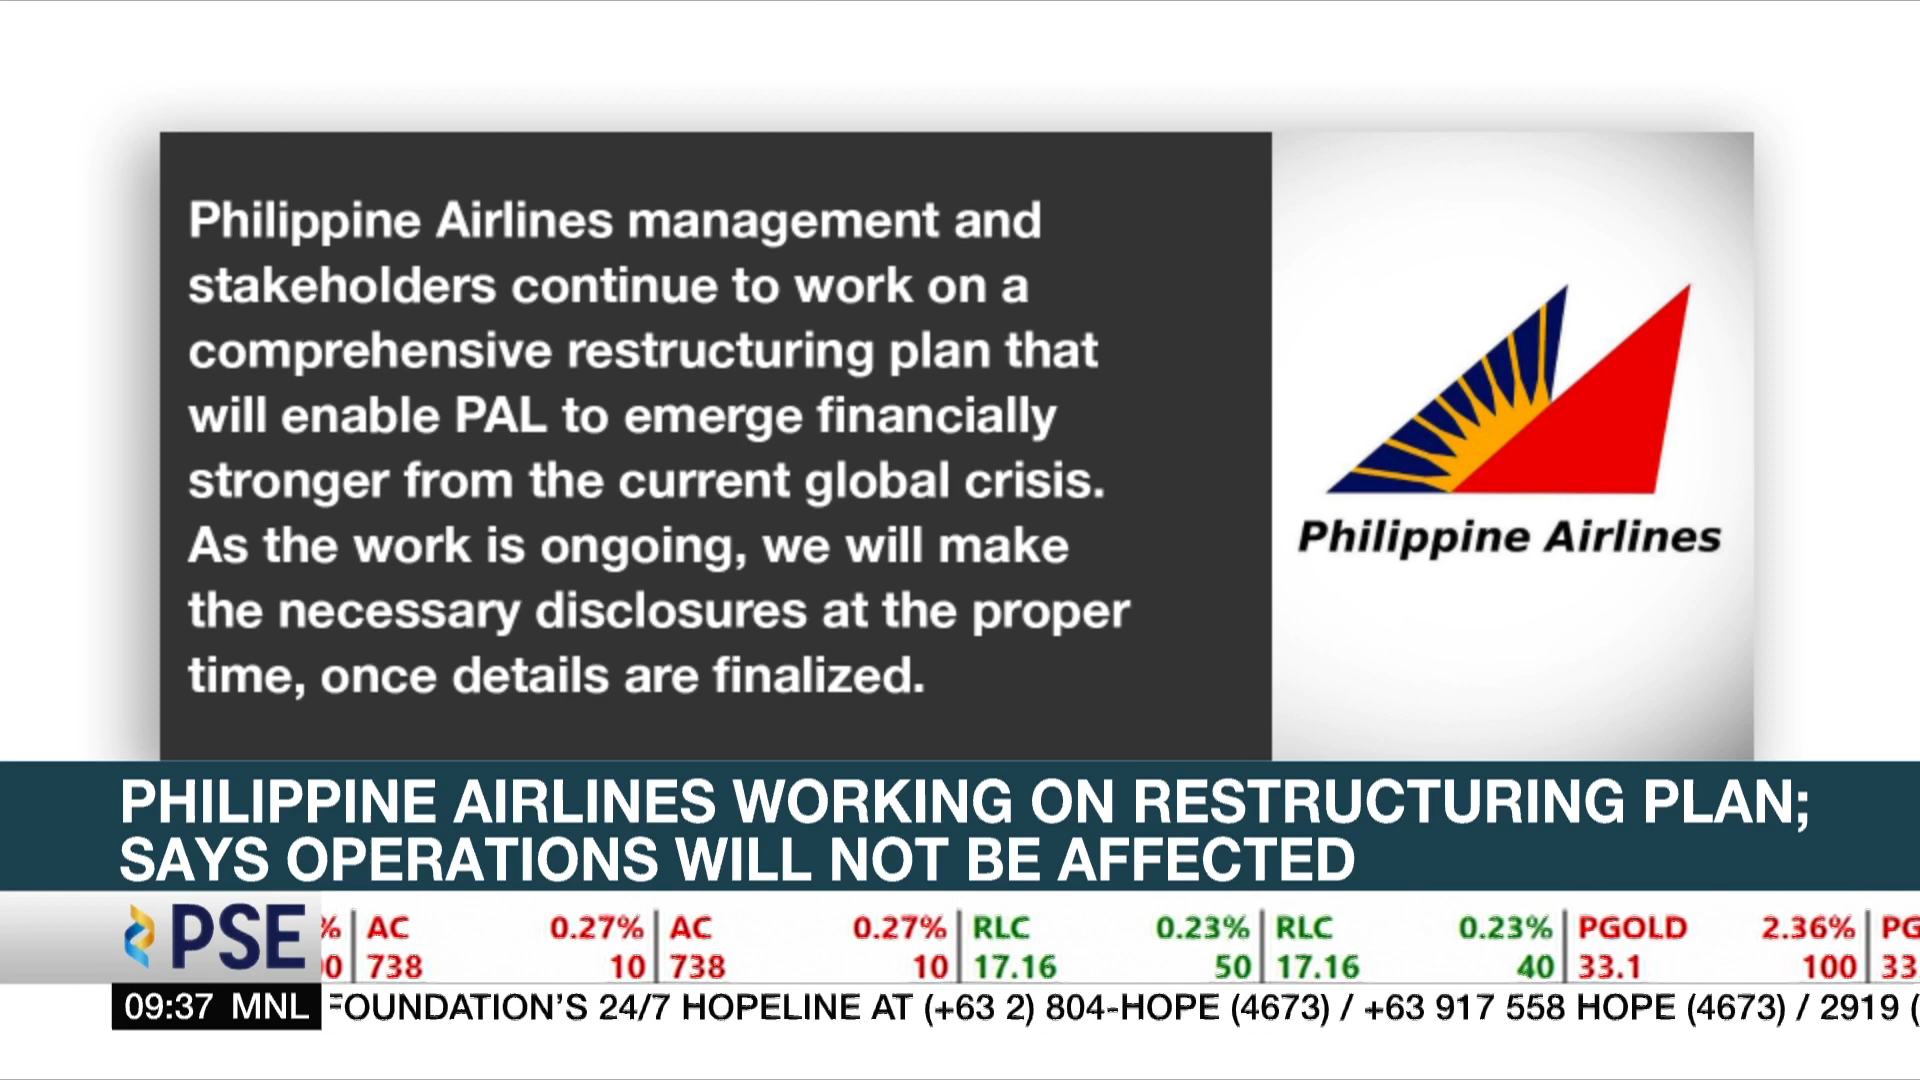 Philippine Airlines management and
stakeholders continue to work on a
comprehensive restructuring plan that
will enable PAL to emerge financially
stronger from the current global crisis.
As the work is ongoing, we will make
the necessary disclosures at the proper
time, once details are finalized.
Philippine Airlines
PHILIPPINE AIRLINES WORKING ON RESTRUCTURING PLAN;
SAYS OPERATIONS WILL NOT BE AFFECTED
PSE
% AC 0.27% AC 0.27% RLC 0.23% RLC 0.23% PGOLD 2.36% PG
0 738 10 738 10 17.16 50 17.16 40 33.1 100 33
09:37 MNL FOUNDATION'S 24/7 HOPELINE AT (+63 2) 804-HOPE (4673) / +63 917 558 HOPE (4673) / 2919 (